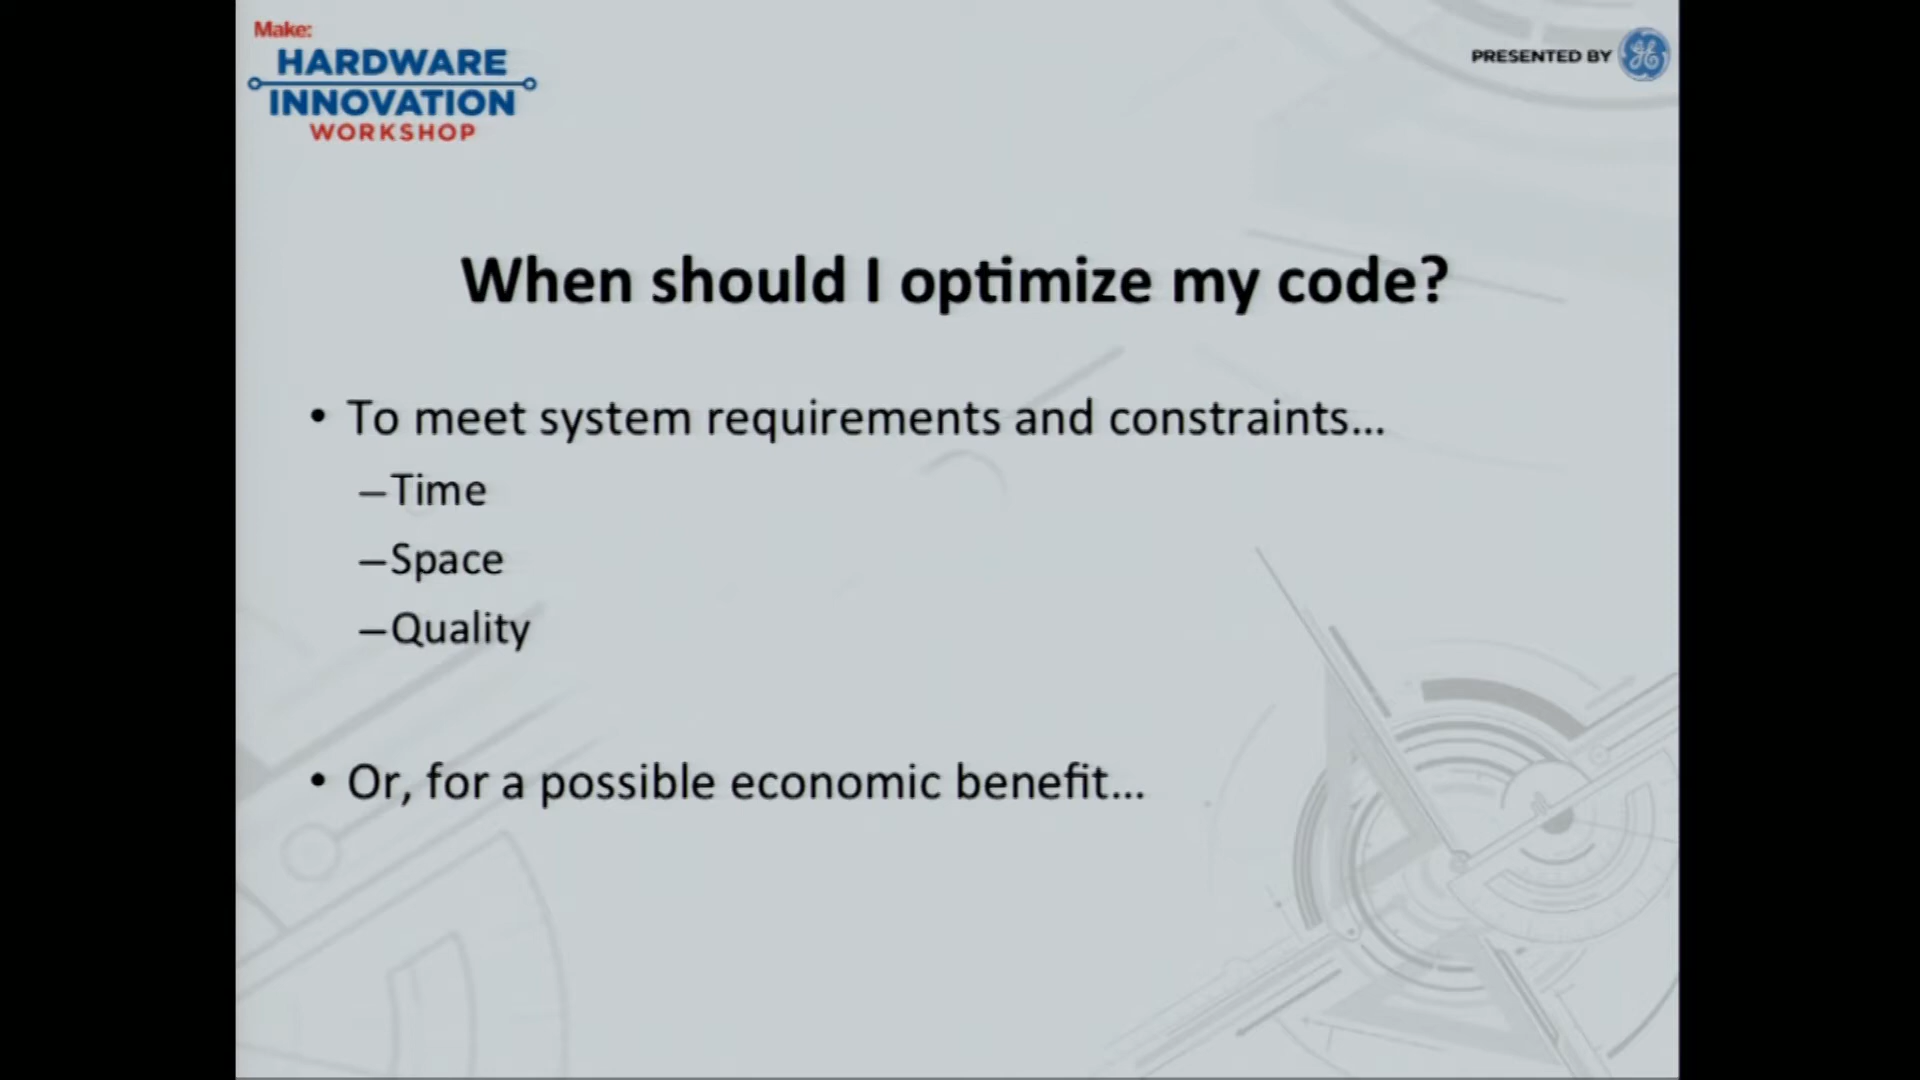 Make:
HARDWARE
INNOVATION
WORKSHOP
PRESENTED BY
GE
When should I optimize my code?
• To meet system requirements and constraints...
–Time
–Space
–Quality
• Or, for a possible economic benefit...